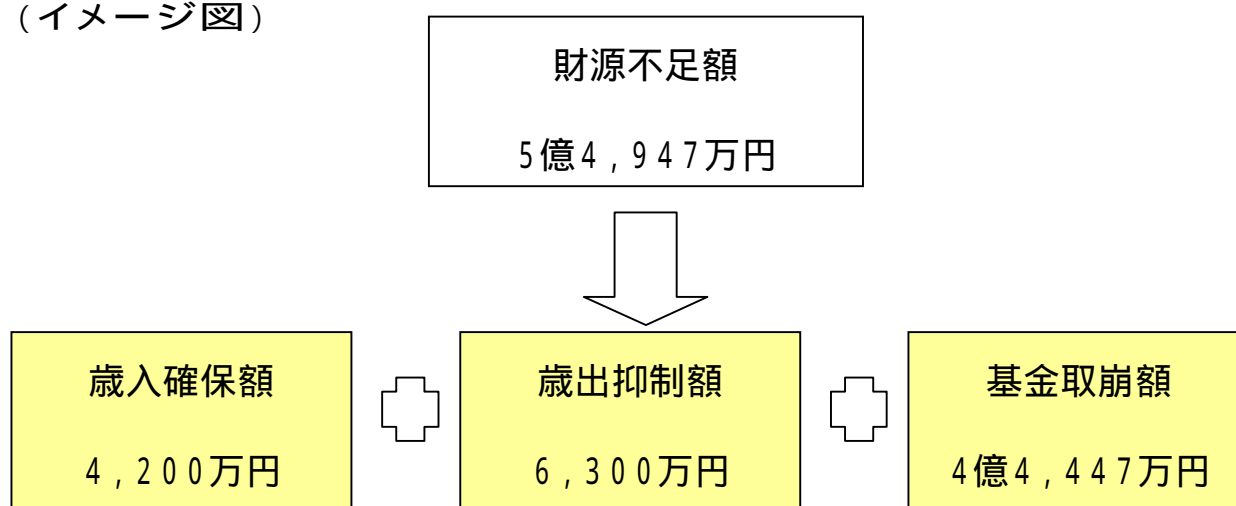 (イメージ図)
財源不足額
5億4,947万円
歳入確保額
4,200万円
歳出抑制額
6,300万円
基金取崩額
4億4,447万円